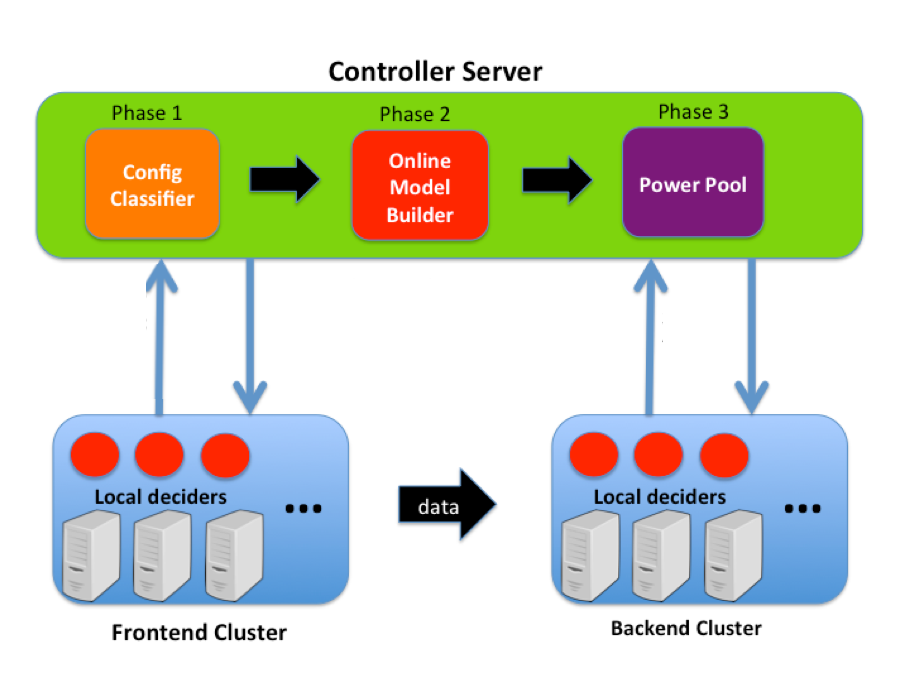 Controller Server
Phase 1
Phase 2
Phase 3
Config
Classifier
Online
Model
Builder
Power Pool
Local deciders
...
data
Local deciders
...
Frontend Cluster
Backend Cluster